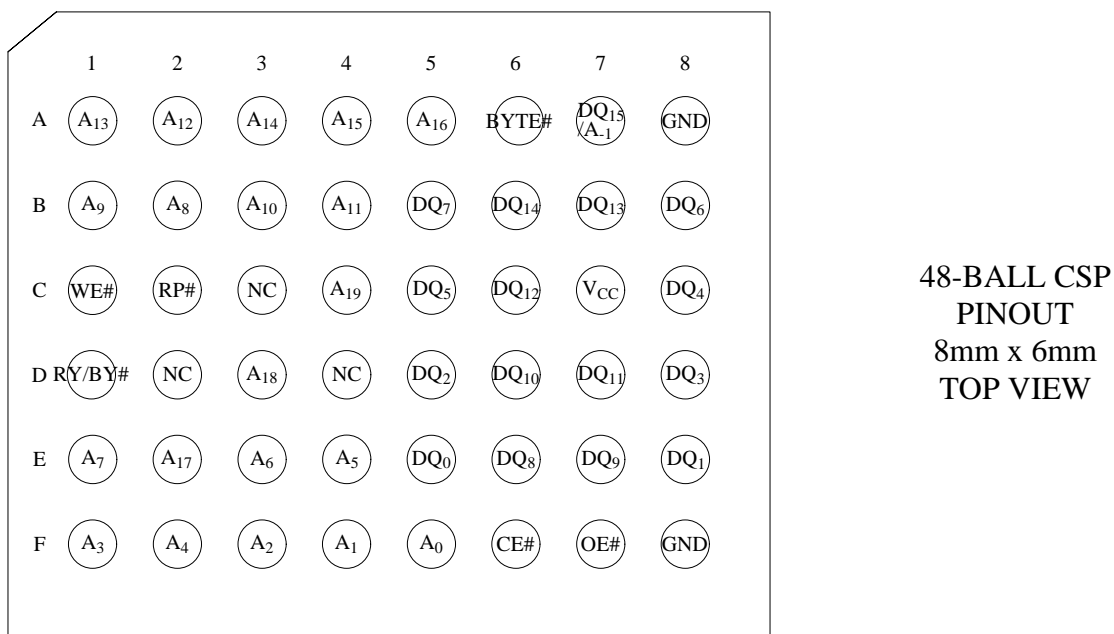 1 2 3 4 5 6 7 8
A A₁₃ A₁₂ A₁₄ A₁₅ A₁₆ BYTE# DQ₁₅/A₋₁ GND
B A₉ A₈ A₁₀ A₁₁ DQ₇ DQ₁₄ DQ₁₃ DQ₆
C WE# RP# NC A₁₉ DQ₅ DQ₁₂ V_CC DQ₄
D RY/BY# NC A₁₈ NC DQ₂ DQ₁₀ DQ₁₁ DQ₃
E A₇ A₁₇ A₆ A₅ DQ₀ DQ₈ DQ₉ DQ₁
F A₃ A₄ A₂ A₁ A₀ CE# OE# GND
48-BALL CSP
PINOUT
8mm x 6mm
TOP VIEW